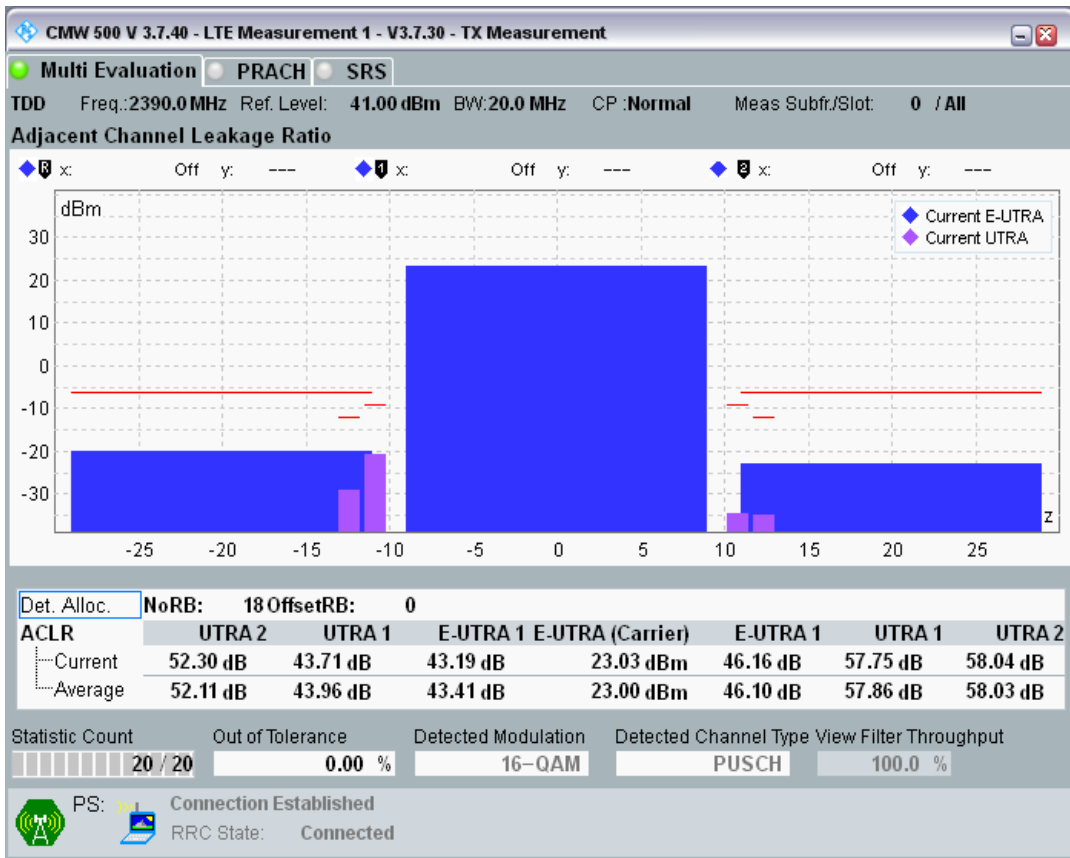 CMW 500 V 3.7.40 - LTE Measurement 1 - V3.7.30 - TX Measurement
Multi Evaluation PRACH SRS
TDD Freq.:2390.0 MHz Ref. Level: 41.00 dBm BW:20.0 MHz CP :Normal Meas Subfr./Slot: 0 / All
Adjacent Channel Leakage Ratio
R x: Off y: --- 1 x: Off y: --- 2 x: Off y: ---
dBm
Current E-UTRA
Current UTRA
30
20
10
0
-10
-20
-30
z
-25 -20 -15 -10 -5 0 5 10 15 20 25
Det. Alloc. NoRB: 18 OffsetRB: 0
ACLR UTRA 2 UTRA 1 E-UTRA 1 E-UTRA (Carrier) E-UTRA 1 UTRA 1 UTRA 2
Current 52.30 dB 43.71 dB 43.19 dB 23.03 dBm 46.16 dB 57.75 dB 58.04 dB
Average 52.11 dB 43.96 dB 43.41 dB 23.00 dBm 46.10 dB 57.86 dB 58.03 dB
Statistic Count Out of Tolerance Detected Modulation Detected Channel Type View Filter Throughput
20 / 20 0.00 % 16-QAM PUSCH 100.0 %
PS: Connection Established
RRC State: Connected